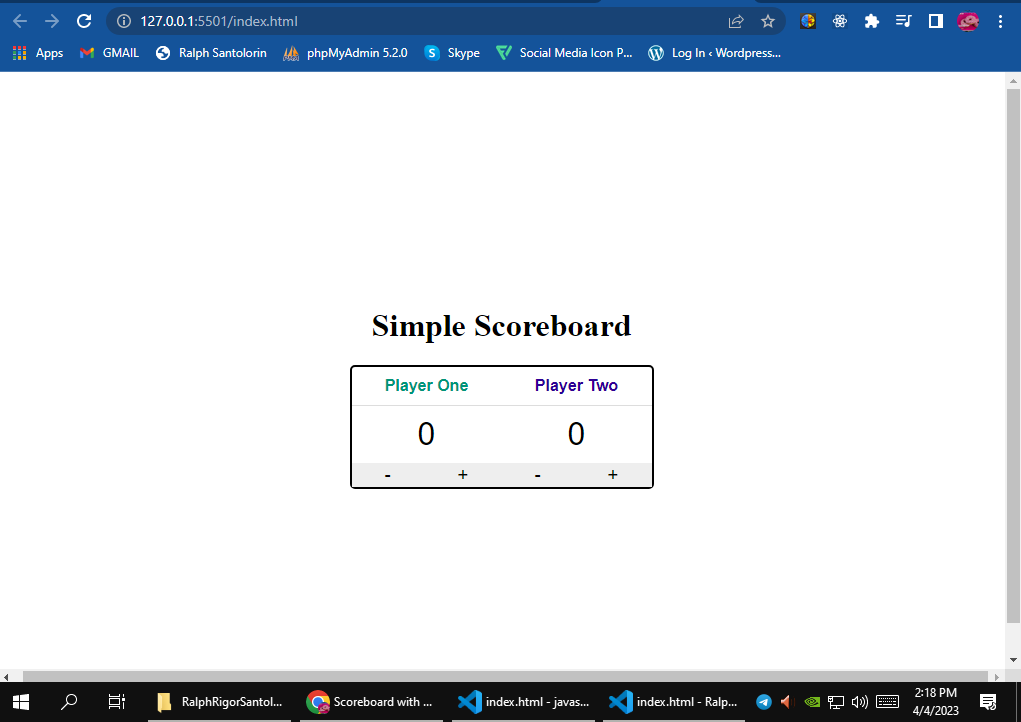 127.0.0.1:5501/index.html
Apps GMAIL Ralph Santolorin phpMyAdmin 5.2.0 Skype Social Media Icon P... Log In ‹ Wordpress...
Simple Scoreboard
Player One Player Two
0 0
- + - +
RalphRigorSantol... Scoreboard with ... index.html - javas... index.html - Ralp... 2:18 PM
4/4/2023